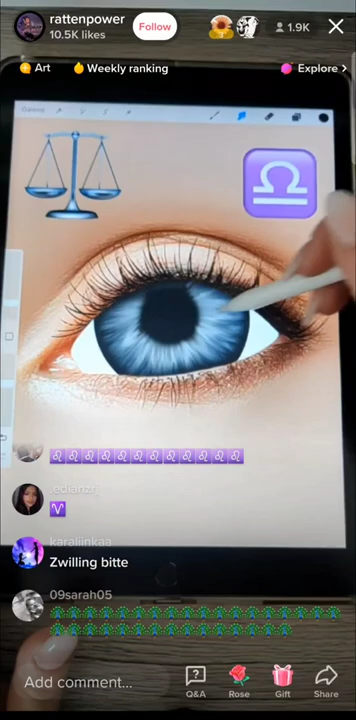 rattenpower
10.5K likes
Follow
1.9K
Art
Weekly ranking
Explore >
♎
♌♌♌♌♌♌♌♌♌♌♌♌
♈
karaliinkaa
Zwilling bitte
09sarah05
Add comment...
Q&A
Rose
Gift
Share